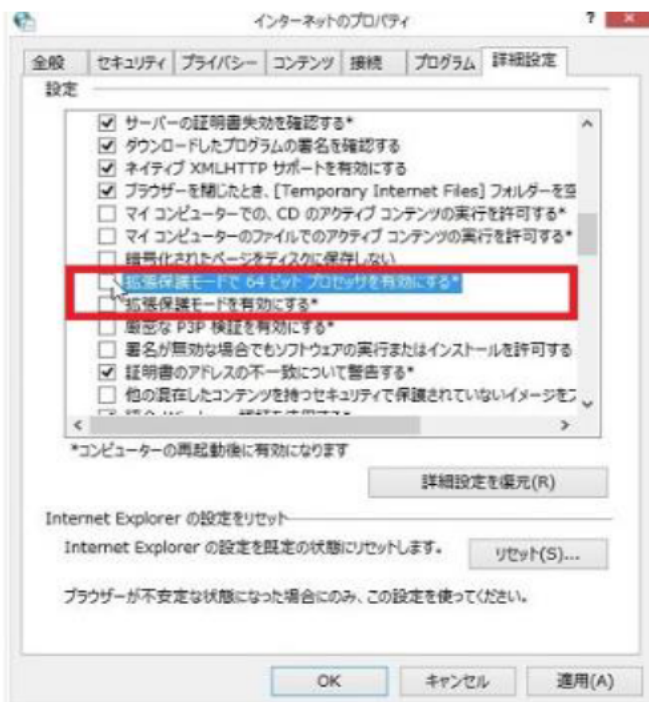 インターネットのプロパティ
?
全般 セキュリティ プライバシー コンテンツ 接続 プログラム 詳細設定
設定
サーバーの証明書失効を確認する*
ダウンロードしたプログラムの署名を確認する
ネイティブ XMLHTTP サポートを有効にする
ブラウザーを閉じたとき、[Temporary Internet Files] フォルダーを空
マイ コンピューターでの、CD のアクティブ コンテンツの実行を許可する*
マイ コンピューターのファイルでのアクティブ コンテンツの実行を許可する*
暗号化されたページをディスクに保存しない
拡張保護モードで 64 ビット プロセッサを有効にする*
拡張保護モードを有効にする*
厳密な P3P 検証を有効にする*
署名が無効な場合でもソフトウェアの実行またはインストールを許可する
証明書のアドレスの不一致について警告する*
他の混在したコンテンツを持つセキュリティで保護されていないイメージをブ
*コンピューターの再起動後に有効になります
詳細設定を復元(R)
Internet Explorer の設定をリセット
Internet Explorer の設定を既定の状態にリセットします。
リセット(S)...
ブラウザーが不安定な状態になった場合にのみ、この設定を使ってください。
OK キャンセル 適用(A)